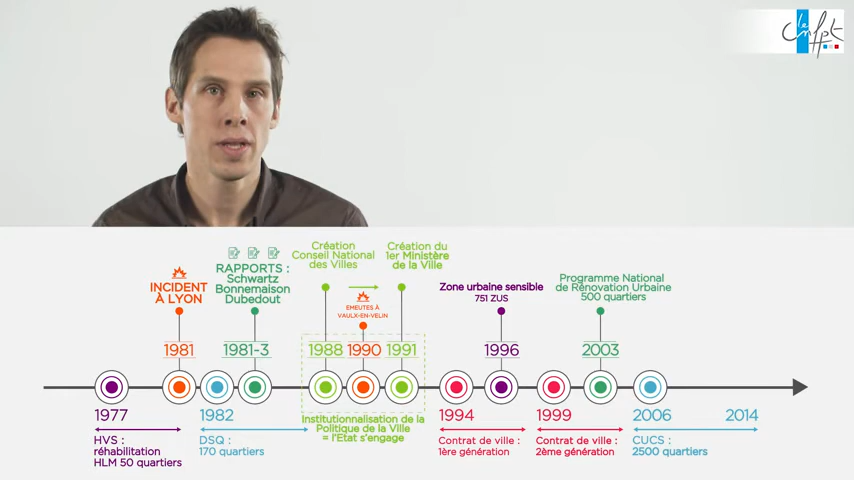 le
cnfpt
RAPPORTS :
Schwartz
Bonnemaison
Dubedout
INCIDENT
À LYON
Création
Conseil National
des Villes
Création du
1er Ministère
de la Ville
EMEUTES À
VAULX-EN-VELIN
Zone urbaine sensible
751 ZUS
Programme National
de Rénovation Urbaine
500 quartiers
1981
1981-3
1988
1990
1991
1996
2003
1977
HVS :
réhabilitation
HLM 50 quartiers
1982
DSQ :
170 quartiers
Institutionnalisation de la
Politique de la Ville
= l'Etat s'engage
1994
Contrat de ville :
1ère génération
1999
Contrat de ville :
2ème génération
2006
2014
CUCS :
2500 quartiers